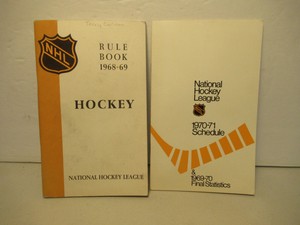 NHL
RULE
BOOK
1968-69
HOCKEY
NATIONAL HOCKEY LEAGUE
National
Hockey
League
1970-71
Schedule
&
1969-70
Final Statistics